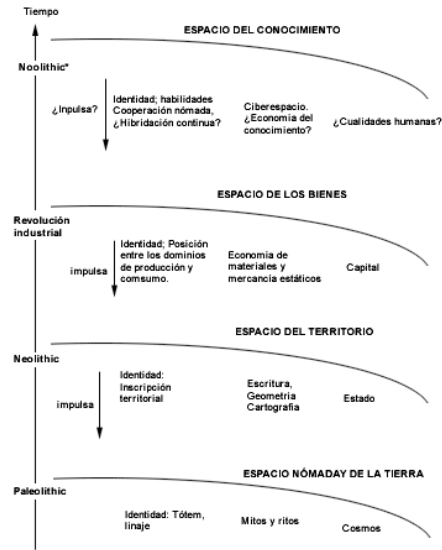 Tiempo
ESPACIO DEL CONOCIMIENTO
Noolithic*
¿Inpulsa?
Identidad; habilidades
Cooperación nómada,
¿Hibridación continua?
Ciberespacio.
¿Economía del
conocimiento?
¿Cualidades humanas?
ESPACIO DE LOS BIENES
Revolución
industrial
impulsa
Identidad; Posición
entre los dominios
de producción y
comsumo.
Economía de
materiales y
mercancía estáticos
Capital
ESPACIO DEL TERRITORIO
Neolithic
impulsa
Identidad:
Inscripción
territorial
Escritura,
Geometria
Cartografía
Estado
ESPACIO NÓMADAY DE LA TIERRA
Paleolithic
Identidad: Tótem,
linaje
Mitos y ritos
Cosmos